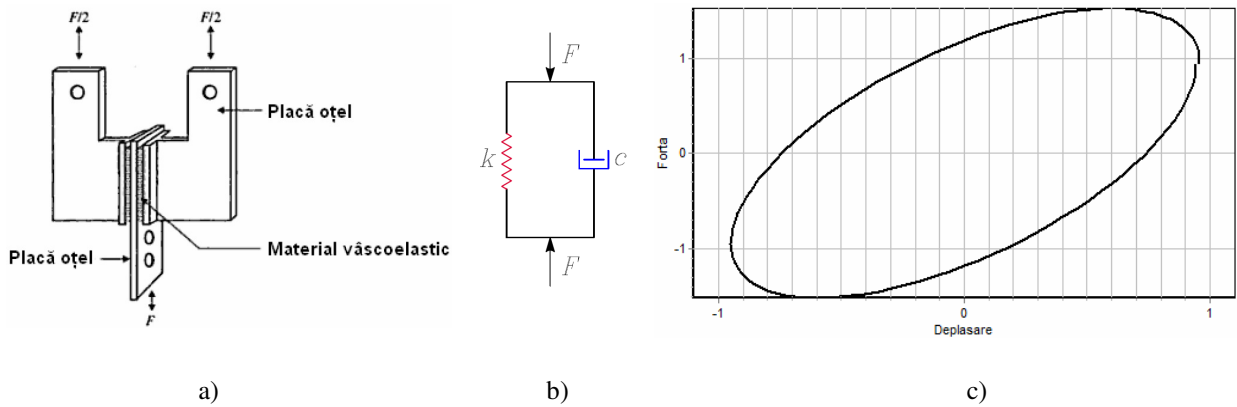 F/2
F/2
Placă oțel
Material vâscoelastic
Placă oțel
F
a)
F
k
c
F
b)
Forta
1
0
-1
-1
0
1
Deplasare
c)